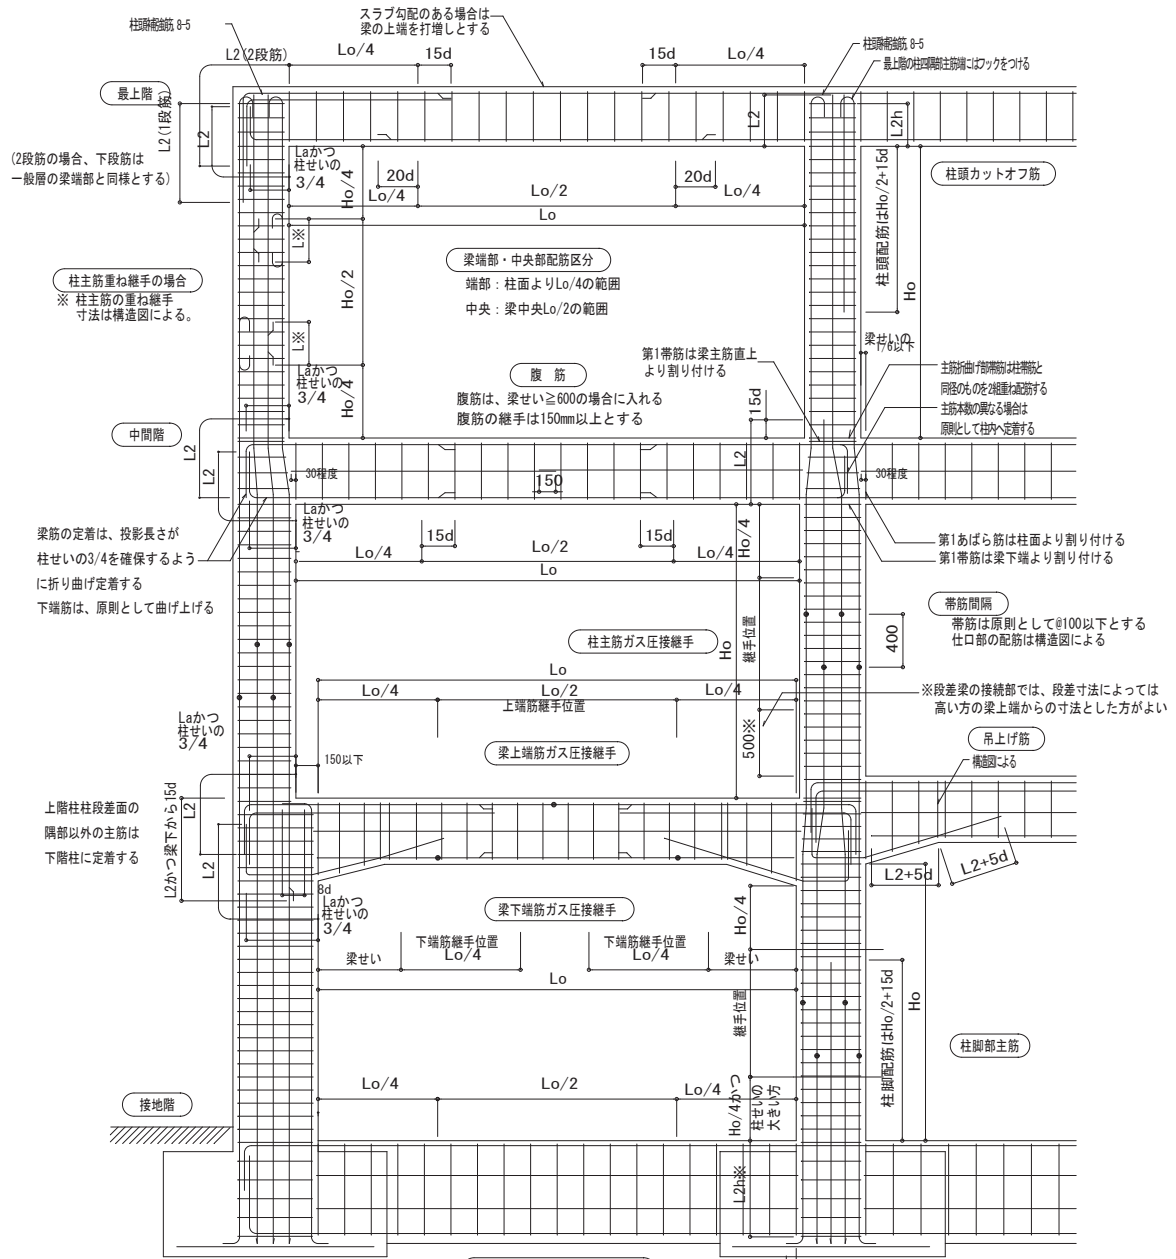 柱頭補強筋 8-5
スラブ勾配のある場合は
梁の上端を打増しとする
柱頭補強筋 8-5
最上階の柱四隅部主筋端にはフックをつける
L2(2段筋)
Lo/4
15d
15d
Lo/4
最上階
L2(1段筋)
L2
L2
L2h
(2段筋の場合、下段筋は
一般層の梁端部と同様とする)
Laかつ
柱せいの
3/4
Ho/4
20d
20d
Lo/4
Lo/2
Lo/4
Lo
柱頭カットオフ筋
柱頭配筋はHo/2+15d
Ho
L※
梁端部・中央部配筋区分
端部：柱面よりLo/4の範囲
中央：梁中央Lo/2の範囲
柱主筋重ね継手の場合
※ 柱主筋の重ね継手
寸法は構造図による。
Ho/2
L※
第1帯筋は梁主筋直上
より割り付ける
梁せいの
1/6以下
Laかつ
柱せいの
3/4
Ho/4
腹 筋
腹筋は、梁せい≧600の場合に入れる
腹筋の継手は150mm以上とする
主筋折曲げ部帯筋は柱帯筋と
同径のものを2組重ね配筋する
主筋本数の異なる場合は
原則として柱内へ定着する
15d
中間階
L2
L2
L2
30程度
150
30程度
Laかつ
柱せいの
3/4
梁筋の定着は、投影長さが
柱せいの3/4を確保するよう
に折り曲げ定着する
下端筋は、原則として曲げ上げる
15d
15d
Lo/4
Lo/2
Lo/4
Lo
Ho/4
第1あばら筋は柱面より割り付ける
第1帯筋は梁下端より割り付ける
帯筋間隔
帯筋は原則として@100以下とする
仕口部の配筋は構造図による
400
柱主筋ガス圧接継手
Ho
継手位置
Lo
Lo/4
Lo/2
Lo/4
上端筋継手位置
※段差梁の接続部では、段差寸法によっては
高い方の梁上端からの寸法とした方がよい
Laかつ
柱せいの
3/4
梁上端筋ガス圧接継手
500※
吊上げ筋
構造図による
150以下
上階柱柱段差面の
隅部以外の主筋は
下階柱に定着する
L2かつ梁下から15d
L2
L2
8d
Laかつ
柱せいの
3/4
L2+5d
L2+5d
梁下端筋ガス圧接継手
Ho/4
下端筋継手位置
下端筋継手位置
梁せい
Lo/4
Lo/4
梁せい
Lo
継手位置
柱脚配筋はHo/2+15d
Ho
柱脚部主筋
Lo/4
Lo/2
Lo/4
Ho/4かつ
柱せいの
大きい方
接地階
L2h※